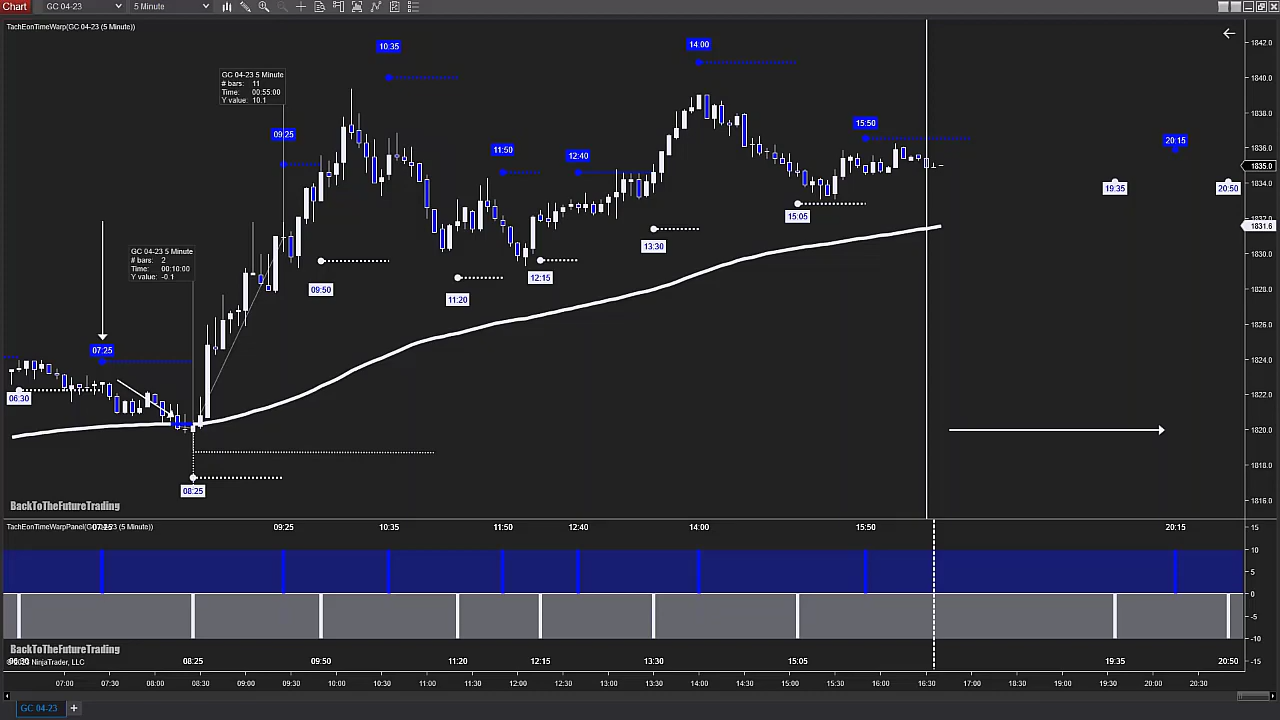 Chart GC 04-23 5 Minute
TachEonTimeWarp(GC 04-23 (5 Minute))
1842.0
1840.0
1838.0
1836.0
1835.0
1834.0
1831.6
1830.0
1828.0
1826.0
1824.0
1822.0
1820.0
1818.0
1816.0
10:35
14:00
GC 04-23 5 Minute
# bars: 11
Time: 00:55:00
Y value: 10.1
09:25
15:50
11:50
12:40
20:15
19:35
20:50
15:05
13:30
GC 04-23 5 Minute
# bars: 2
Time: 00:10:00
Y value: -0.1
12:15
09:50
11:20
07:25
06:30
08:25
BackToTheFutureTrading
09:25 10:35 11:50 12:40 14:00 15:50 20:15
15
10
5
0
-5
-10
-15
BackToTheFutureTrading
NinjaTrader, LLC
08:25 09:50 11:20 12:15 13:30 15:05 19:35 20:50
07:00 07:30 08:00 08:30 09:00 09:30 10:00 10:30 11:00 11:30 12:00 12:30 13:00 13:30 14:00 14:30 15:00 15:30 16:00 16:30 17:00 17:30 18:00 18:30 19:00 19:30 20:00 20:30
GC 04-23 +